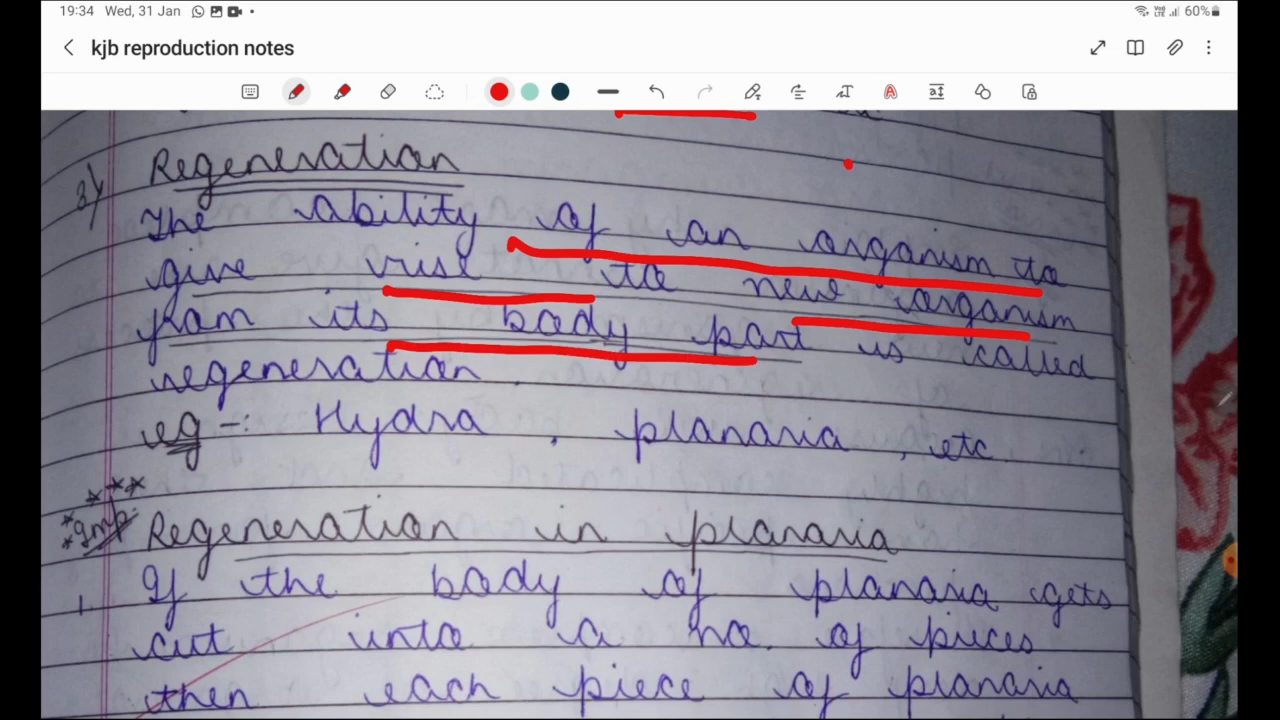 19:34 Wed, 31 Jan
60%
kjb reproduction notes
Regeneration
The ability of an organism to
give rise to new organism
from its body part is called
regeneration.
eg -: Hydra, planaria, etc
Imp. Regeneration in planaria
1. If the body of planaria gets
cut into a no. of pieces
then each piece of planaria